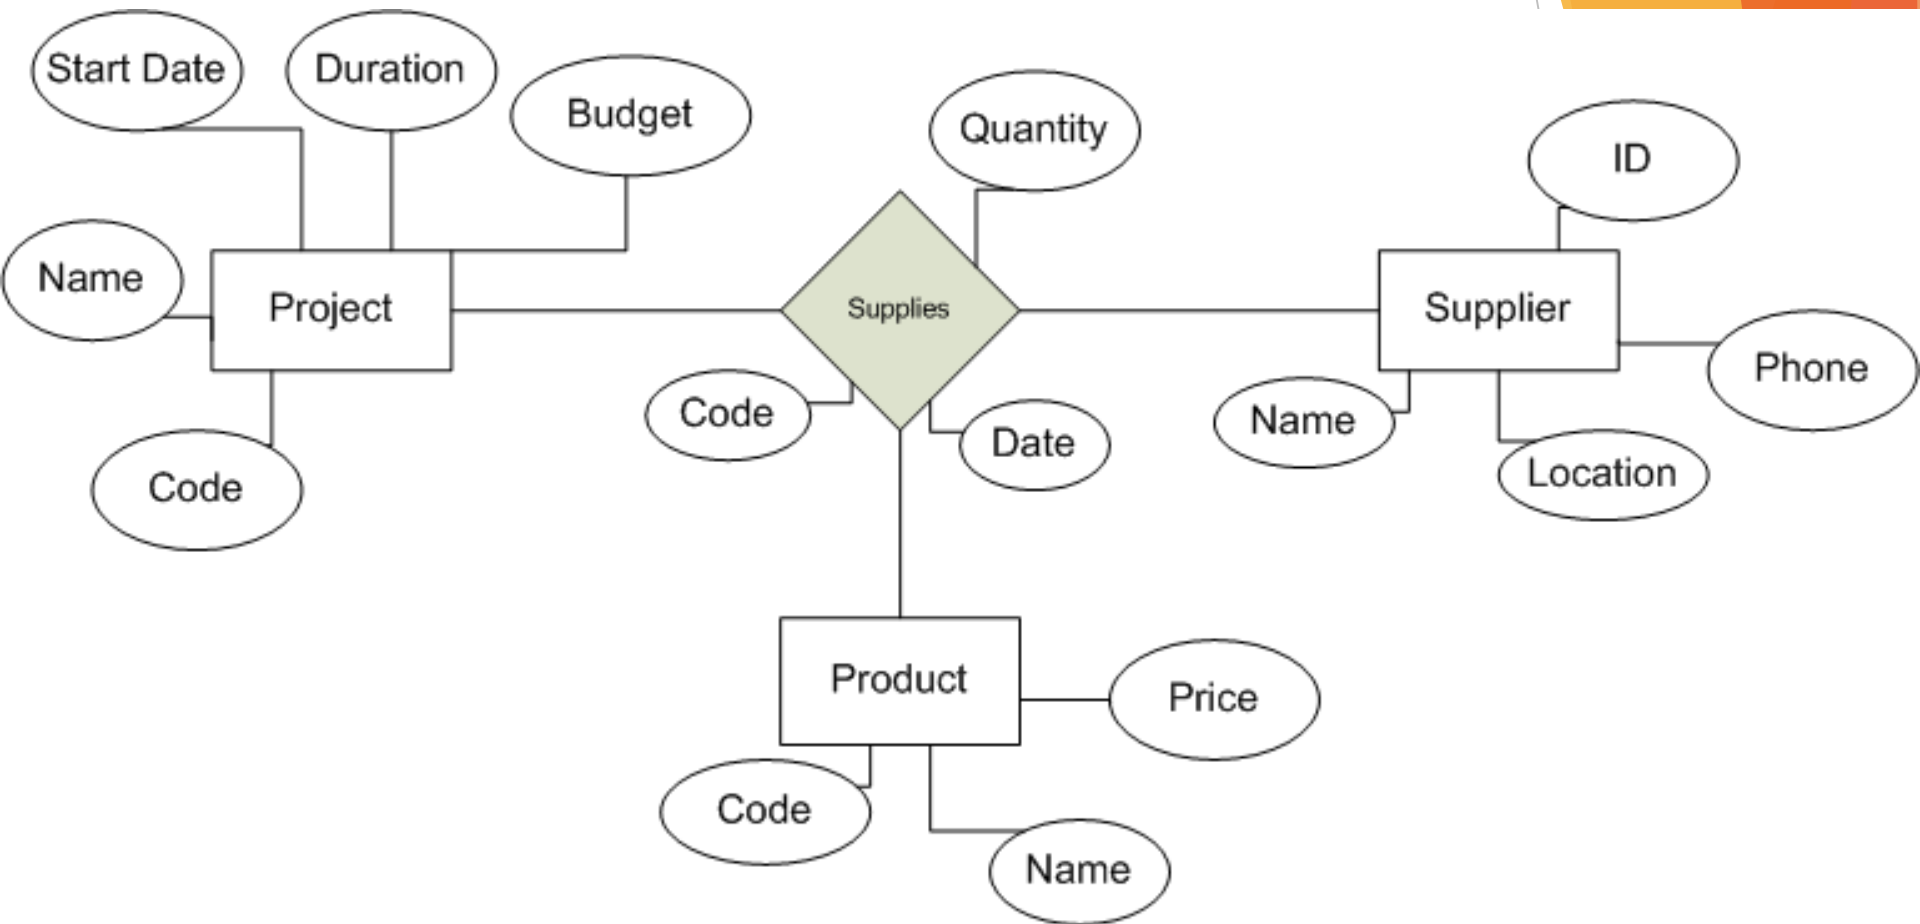 Start Date
Duration
Budget
Quantity
ID
Name
Project
Supplies
Supplier
Phone
Code
Date
Name
Location
Code
Product
Price
Code
Name